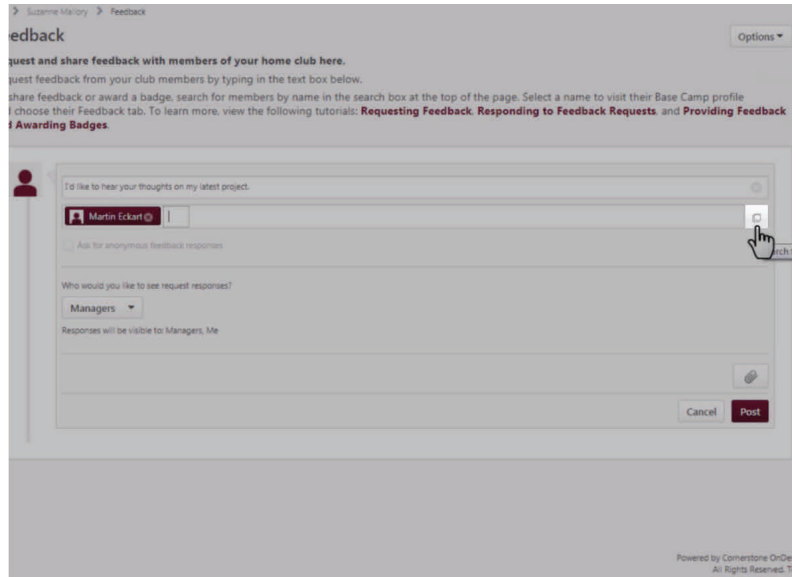 Suzanne Mallory > Feedback
edback
Options
quest and share feedback with members of your home club here.
quest feedback from your club members by typing in the text box below.
share feedback or award a badge, search for members by name in the search box at the top of the page. Select a name to visit their Base Camp profile
choose their Feedback tab. To learn more, view the following tutorials: Requesting Feedback, Responding to Feedback Requests, and Providing Feedback
d Awarding Badges.
I'd like to hear your thoughts on my latest project.
Martin Eckart
arch
Ask for anonymous feedback responses
Who would you like to see request responses?
Managers
Responses will be visible to: Managers, Me
Cancel Post
Powered by Cornerstone OnDe
All Rights Reserved. T